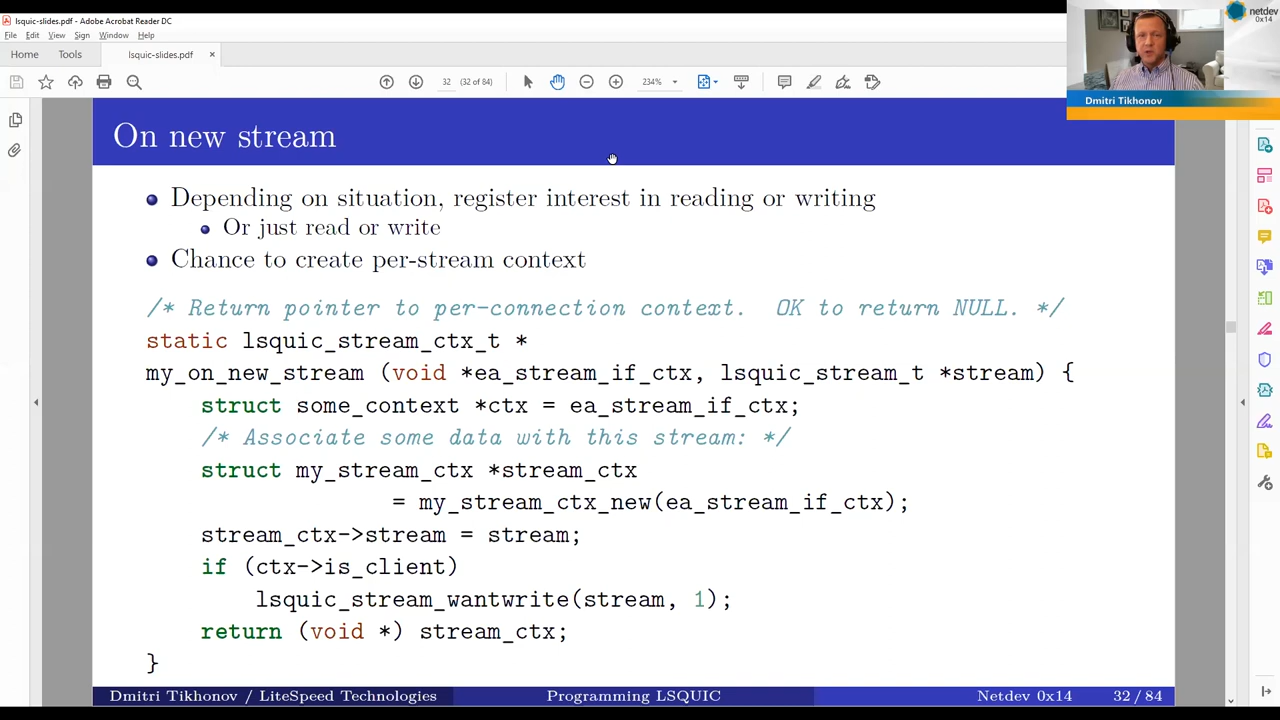 lsquic-slides.pdf - Adobe Acrobat Reader DC
File Edit View Sign Window Help
Home Tools lsquic-slides.pdf ×
32 (32 of 84) 234%
netdev
0x14
Dmitri Tikhonov
On new stream
Depending on situation, register interest in reading or writing
Or just read or write
Chance to create per-stream context
/* Return pointer to per-connection context. OK to return NULL. */
static lsquic_stream_ctx_t *
my_on_new_stream (void *ea_stream_if_ctx, lsquic_stream_t *stream) {
struct some_context *ctx = ea_stream_if_ctx;
/* Associate some data with this stream: */
struct my_stream_ctx *stream_ctx
= my_stream_ctx_new(ea_stream_if_ctx);
stream_ctx->stream = stream;
if (ctx->is_client)
lsquic_stream_wantwrite(stream, 1);
return (void *) stream_ctx;
}
Dmitri Tikhonov / LiteSpeed Technologies Programming LSQUIC Netdev 0x14 32 / 84